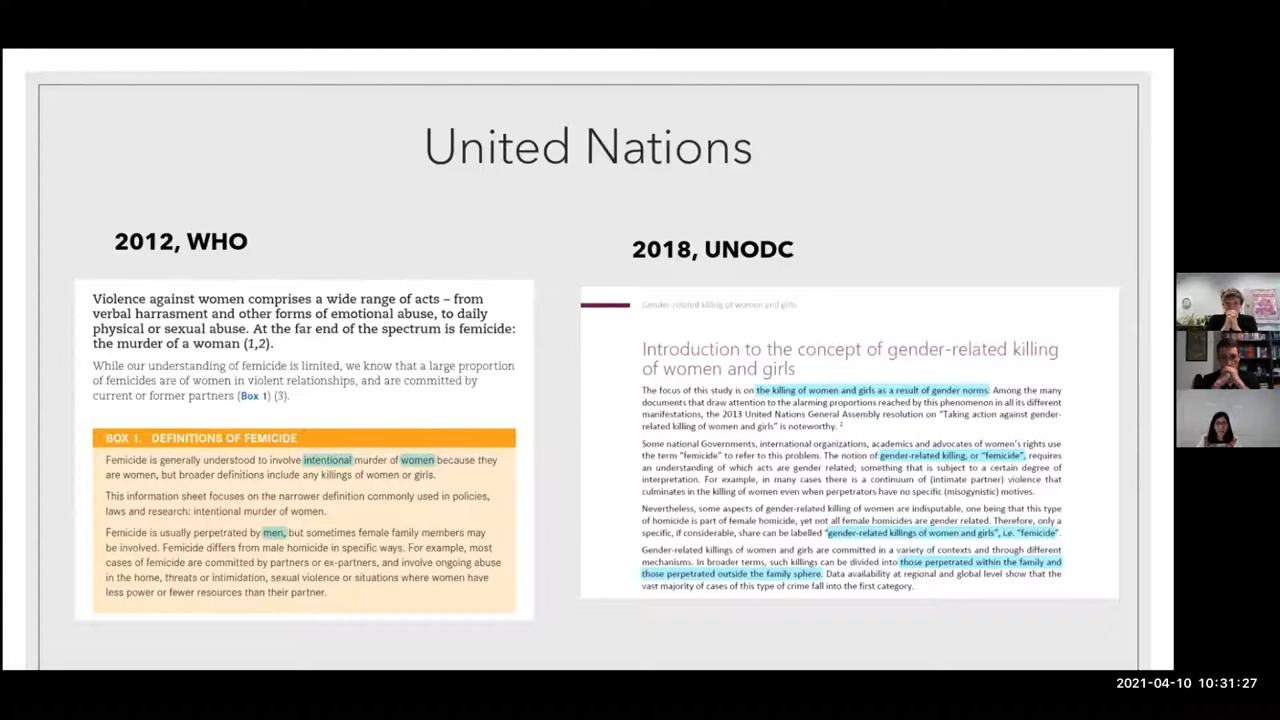 United Nations
2012, WHO
Violence against women comprises a wide range of acts – from
verbal harrasment and other forms of emotional abuse, to daily
physical or sexual abuse. At the far end of the spectrum is femicide:
the murder of a woman (1,2).
While our understanding of femicide is limited, we know that a large proportion
of femicides are of women in violent relationships, and are committed by
current or former partners (Box 1) (3).
BOX 1. DEFINITIONS OF FEMICIDE
Femicide is generally understood to involve intentional murder of women because they
are women, but broader definitions include any killings of women or girls.
This information sheet focuses on the narrower definition commonly used in policies,
laws and research: intentional murder of women.
Femicide is usually perpetrated by men, but sometimes female family members may
be involved. Femicide differs from male homicide in specific ways. For example, most
cases of femicide are committed by partners or ex-partners, and involve ongoing abuse
in the home, threats or intimidation, sexual violence or situations where women have
less power or fewer resources than their partner.
2018, UNODC
Gender-related killing of women and girls
Introduction to the concept of gender-related killing
of women and girls
The focus of this study is on the killing of women and girls as a result of gender norms. Among the many
documents that draw attention to the alarming proportions reached by this phenomenon in all its different
manifestations, the 2013 United Nations General Assembly resolution on "Taking action against gender-
related killing of women and girls" is noteworthy. 2
Some national Governments, international organizations, academics and advocates of women's rights use
the term "femicide" to refer to this problem. The notion of gender-related killing, or "femicide", requires
an understanding of which acts are gender related, something that is subject to a certain degree of
interpretation. For example, in many cases there is a continuum of (intimate partner) violence that
culminates in the killing of women even when perpetrators have no specific (misogynistic) motives.
Nevertheless, some aspects of gender-related killing of women are indisputable, one being that this type
of homicide is part of female homicide, yet not all female homicides are gender related. Therefore, only a
specific, if considerable, share can be labelled "gender-related killings of women and girls", i.e. "femicide".
Gender-related killings of women and girls are committed in a variety of contexts and through different
mechanisms. In broader terms, such killings can be divided into those perpetrated within the family and
those perpetrated outside the family sphere. Data availability at regional and global level show that the
vast majority of cases of this type of crime fall into the first category.
2021-04-10 10:31:27